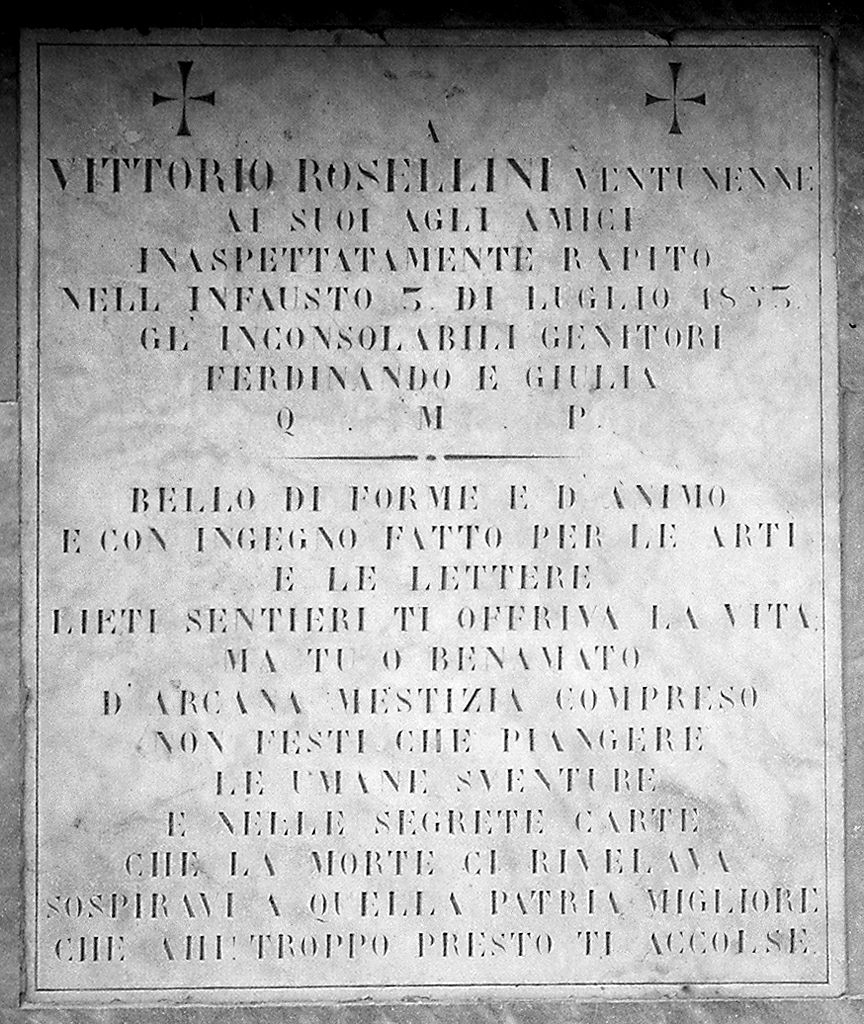 A
VITTORIO ROSELLINI VENTUNENNE
AI SUOI AGLI AMICI
INASPETTATAMENTE RAPITO
NELL INFAUSTO 3. DI LUGLIO
GL' INCONSOLABILI GENITORI
FERDINANDO E GIULIA
Q . M . P .
BELLO DI FORME E D' ANIMO
E CON INGEGNO FATTO PER LE ARTI
E LE LETTERE
LIETI SENTIERI TI OFFRIVA LA VITA.
MA TU O BENAMATO
D' ARCANA MESTIZIA COMPRESO
NON FESTI CHE PIANGERE
LE UMANE SVENTURE
E NELLE SEGRETE CARTE
CHE LA MORTE CI RIVELAVA
SOSPIRAVI A QUELLA PATRIA MIGLIORE
CHE AHI! TROPPO PRESTO TI ACCOLSE.